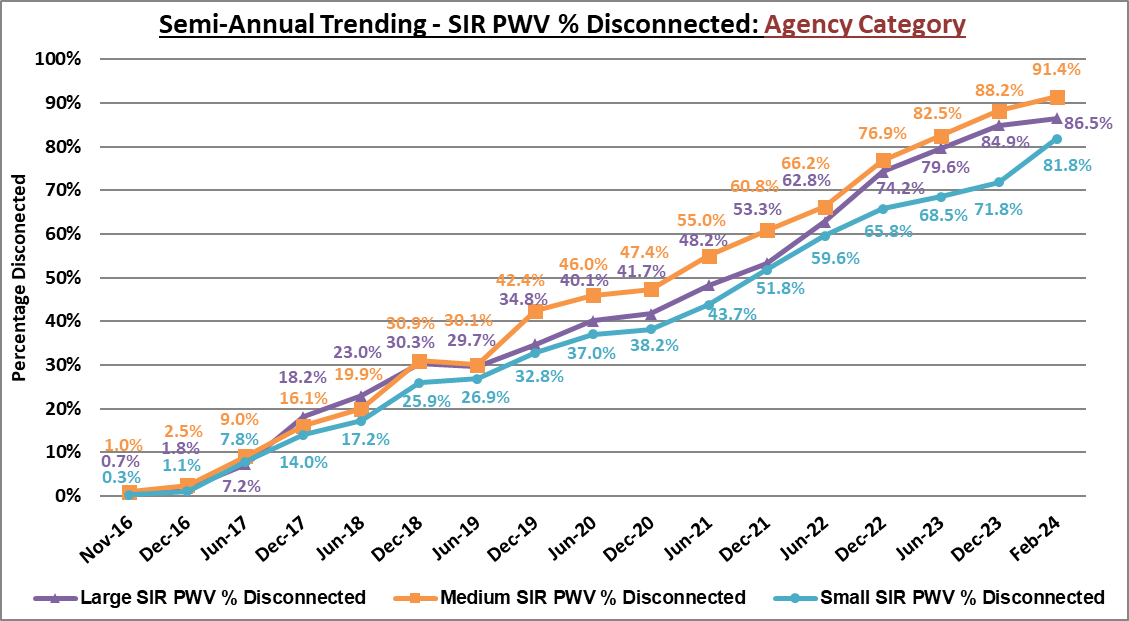 Semi-Annual Trending - SIR PWV % Disconnected: Agency Category
Percentage Disconected
100%
90%
80%
70%
60%
50%
40%
30%
20%
10%
0%
1.0%
0.7%
0.3%
2.5%
1.8%
1.1%
9.0%
7.8%
7.2%
18.2%
16.1%
14.0%
23.0%
19.9%
17.2%
30.9%
30.3%
25.9%
30.1%
29.7%
26.9%
42.4%
34.8%
32.8%
46.0%
40.1%
37.0%
47.4%
41.7%
38.2%
55.0%
48.2%
43.7%
60.8%
53.3%
51.8%
66.2%
62.8%
59.6%
76.9%
74.2%
65.8%
82.5%
79.6%
68.5%
88.2%
84.9%
71.8%
91.4%
86.5%
81.8%
Nov-16
Dec-16
Jun-17
Dec-17
Jun-18
Dec-18
Jun-19
Dec-19
Jun-20
Dec-20
Jun-21
Dec-21
Jun-22
Dec-22
Jun-23
Dec-23
Feb-24
Large SIR PWV % Disconnected
Medium SIR PWV % Disconnected
Small SIR PWV % Disconnected